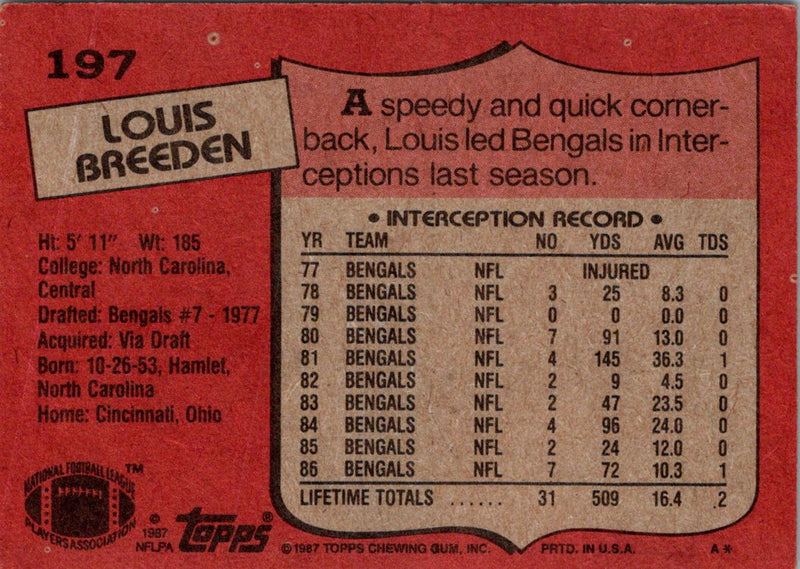 197
LOUIS
BREEDEN
A speedy and quick corner-
back, Louis led Bengals in Inter-
ceptions last season.
Ht: 5' 11" Wt: 185
College: North Carolina,
Central
Drafted: Bengals #7 - 1977
Acquired: Via Draft
Born: 10-26-53, Hamlet,
North Carolina
Home: Cincinnati, Ohio
• INTERCEPTION RECORD •
YR TEAM NO YDS AVG TDS
77 BENGALS NFL INJURED
78 BENGALS NFL 3 25 8.3 0
79 BENGALS NFL 0 0 0.0 0
80 BENGALS NFL 7 91 13.0 0
81 BENGALS NFL 4 145 36.3 1
82 BENGALS NFL 2 9 4.5 0
83 BENGALS NFL 2 47 23.5 0
84 BENGALS NFL 4 96 24.0 0
85 BENGALS NFL 2 24 12.0 0
86 BENGALS NFL 7 72 10.3 1
LIFETIME TOTALS ...... 31 509 16.4 2
NATIONAL FOOTBALL LEAGUE
PLAYERS ASSOCIATION
™
©
1987
NFLPA
topps®
© 1987 TOPPS CHEWING GUM, INC. PRTD. IN U.S.A. A*